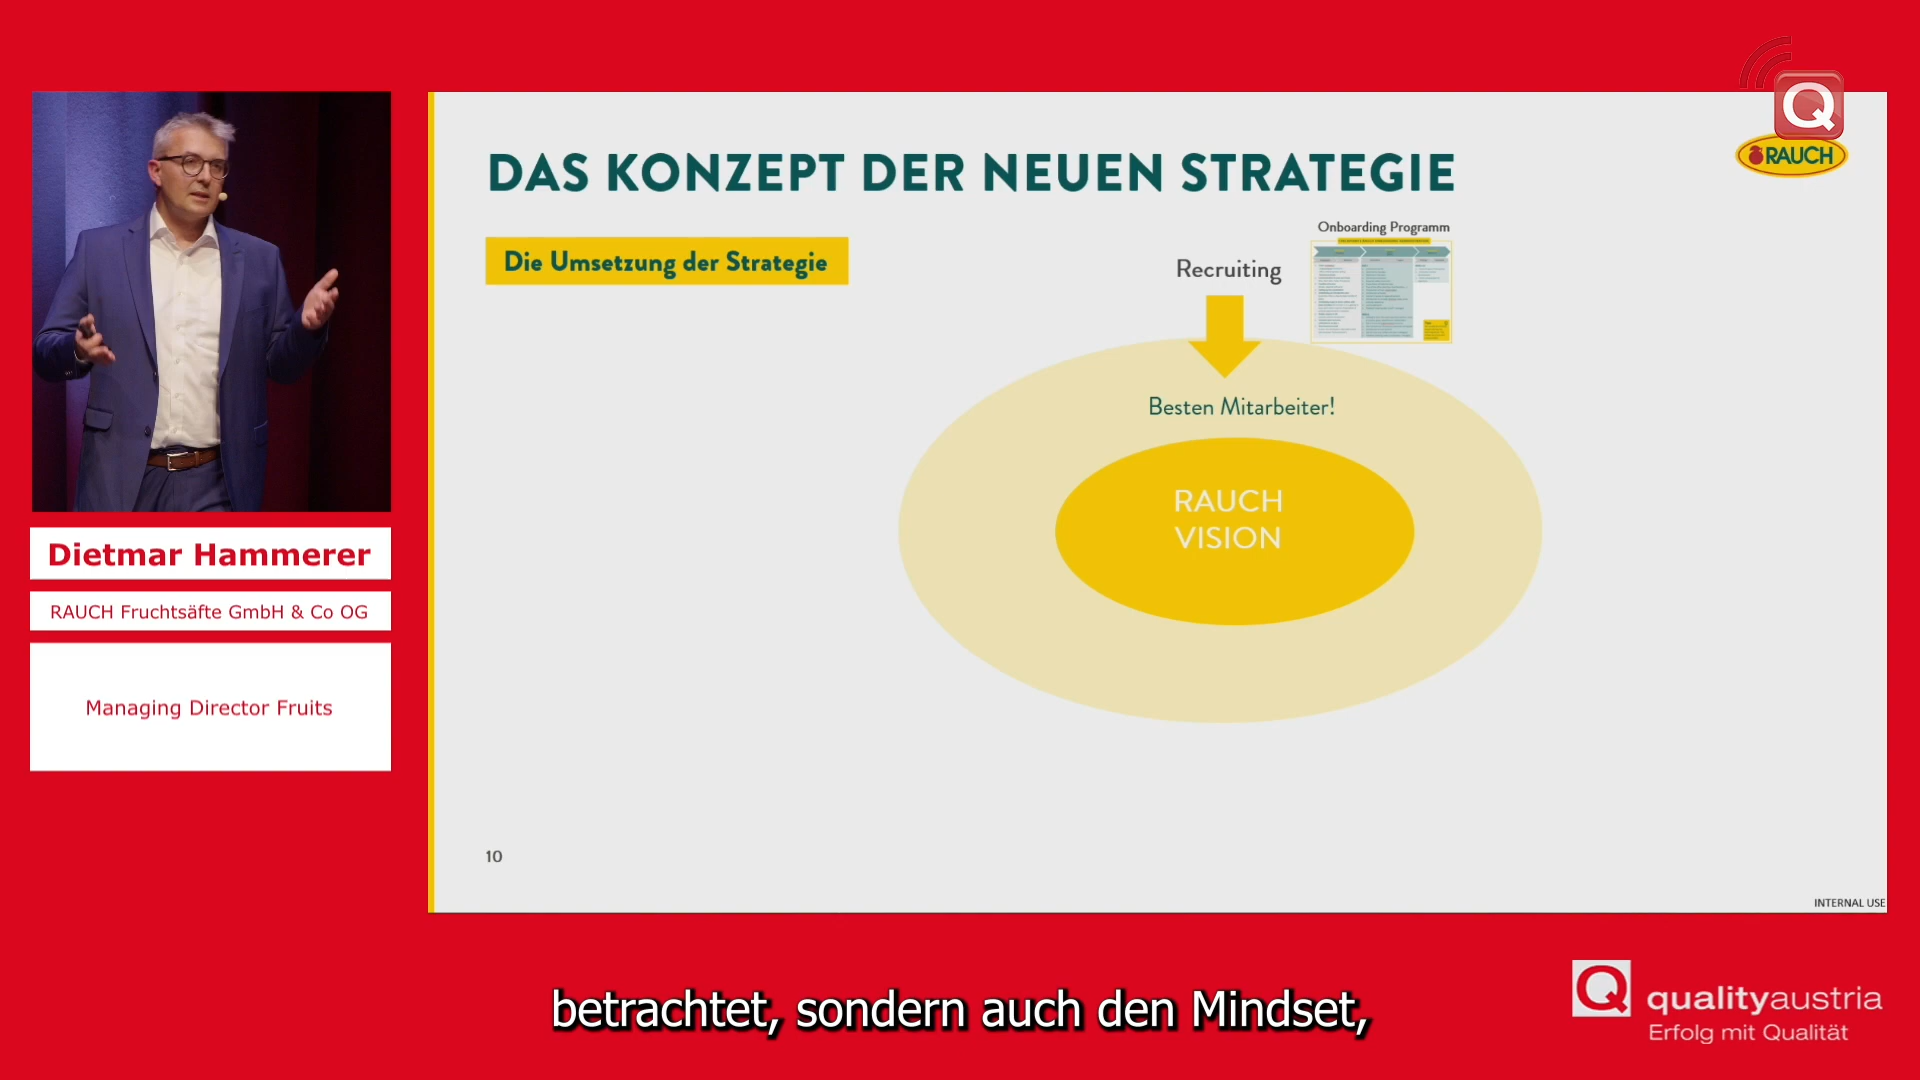 Q
RAUCH
DAS KONZEPT DER NEUEN STRATEGIE
Die Umsetzung der Strategie
Onboarding Programm
Recruiting
Besten Mitarbeiter!
RAUCH
VISION
10
INTERNAL USE
Dietmar Hammerer
RAUCH Fruchtsäfte GmbH & Co OG
Managing Director Fruits
betrachtet, sondern auch den Mindset,
Q qualityaustria
Erfolg mit Qualität